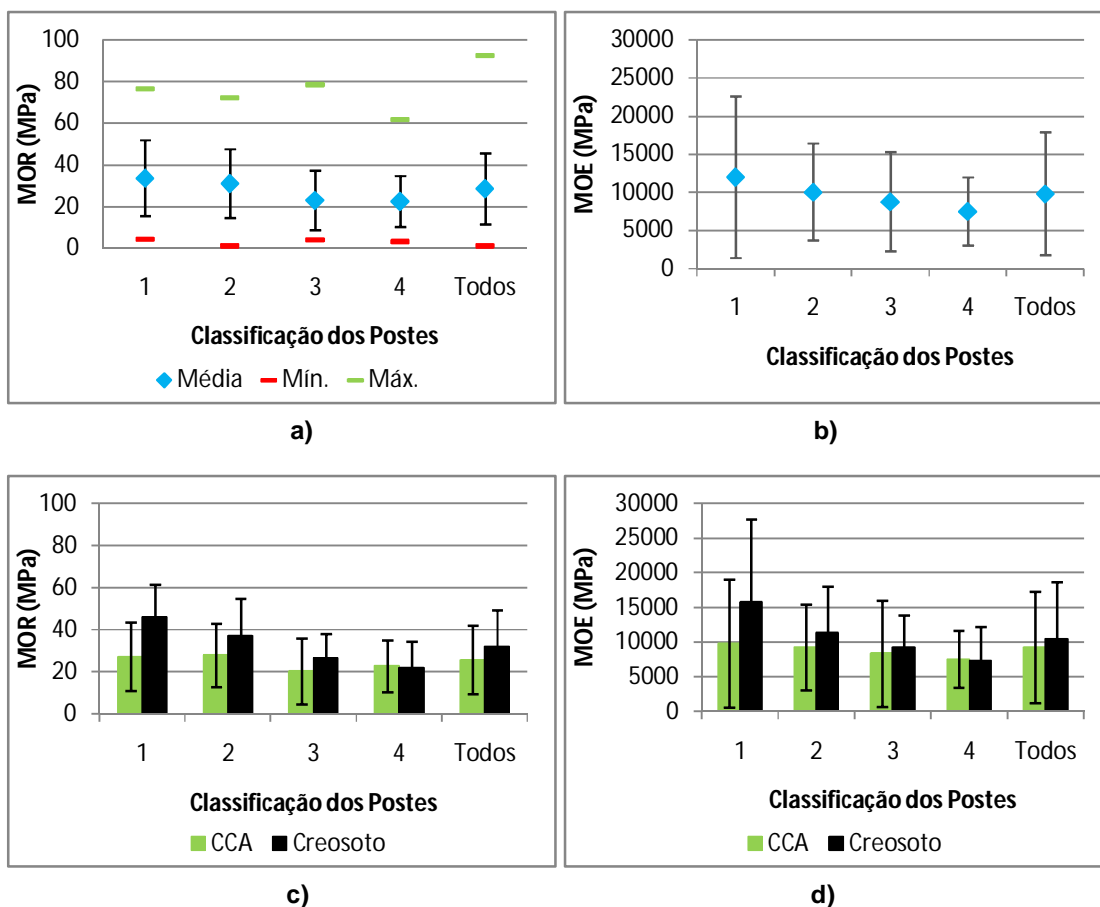 100
80
60
40
20
0
MOR (MPa)
1 2 3 4 Todos
Classificação dos Postes
Média Mín. Máx.
a)
30000
25000
20000
15000
10000
5000
0
MOE (MPa)
1 2 3 4 Todos
Classificação dos Postes
b)
100
80
60
40
20
0
MOR (MPa)
1 2 3 4 Todos
Classificação dos Postes
CCA Creosoto
c)
30000
25000
20000
15000
10000
5000
0
MOE (MPa)
1 2 3 4 Todos
Classificação dos Postes
CCA Creosoto
d)